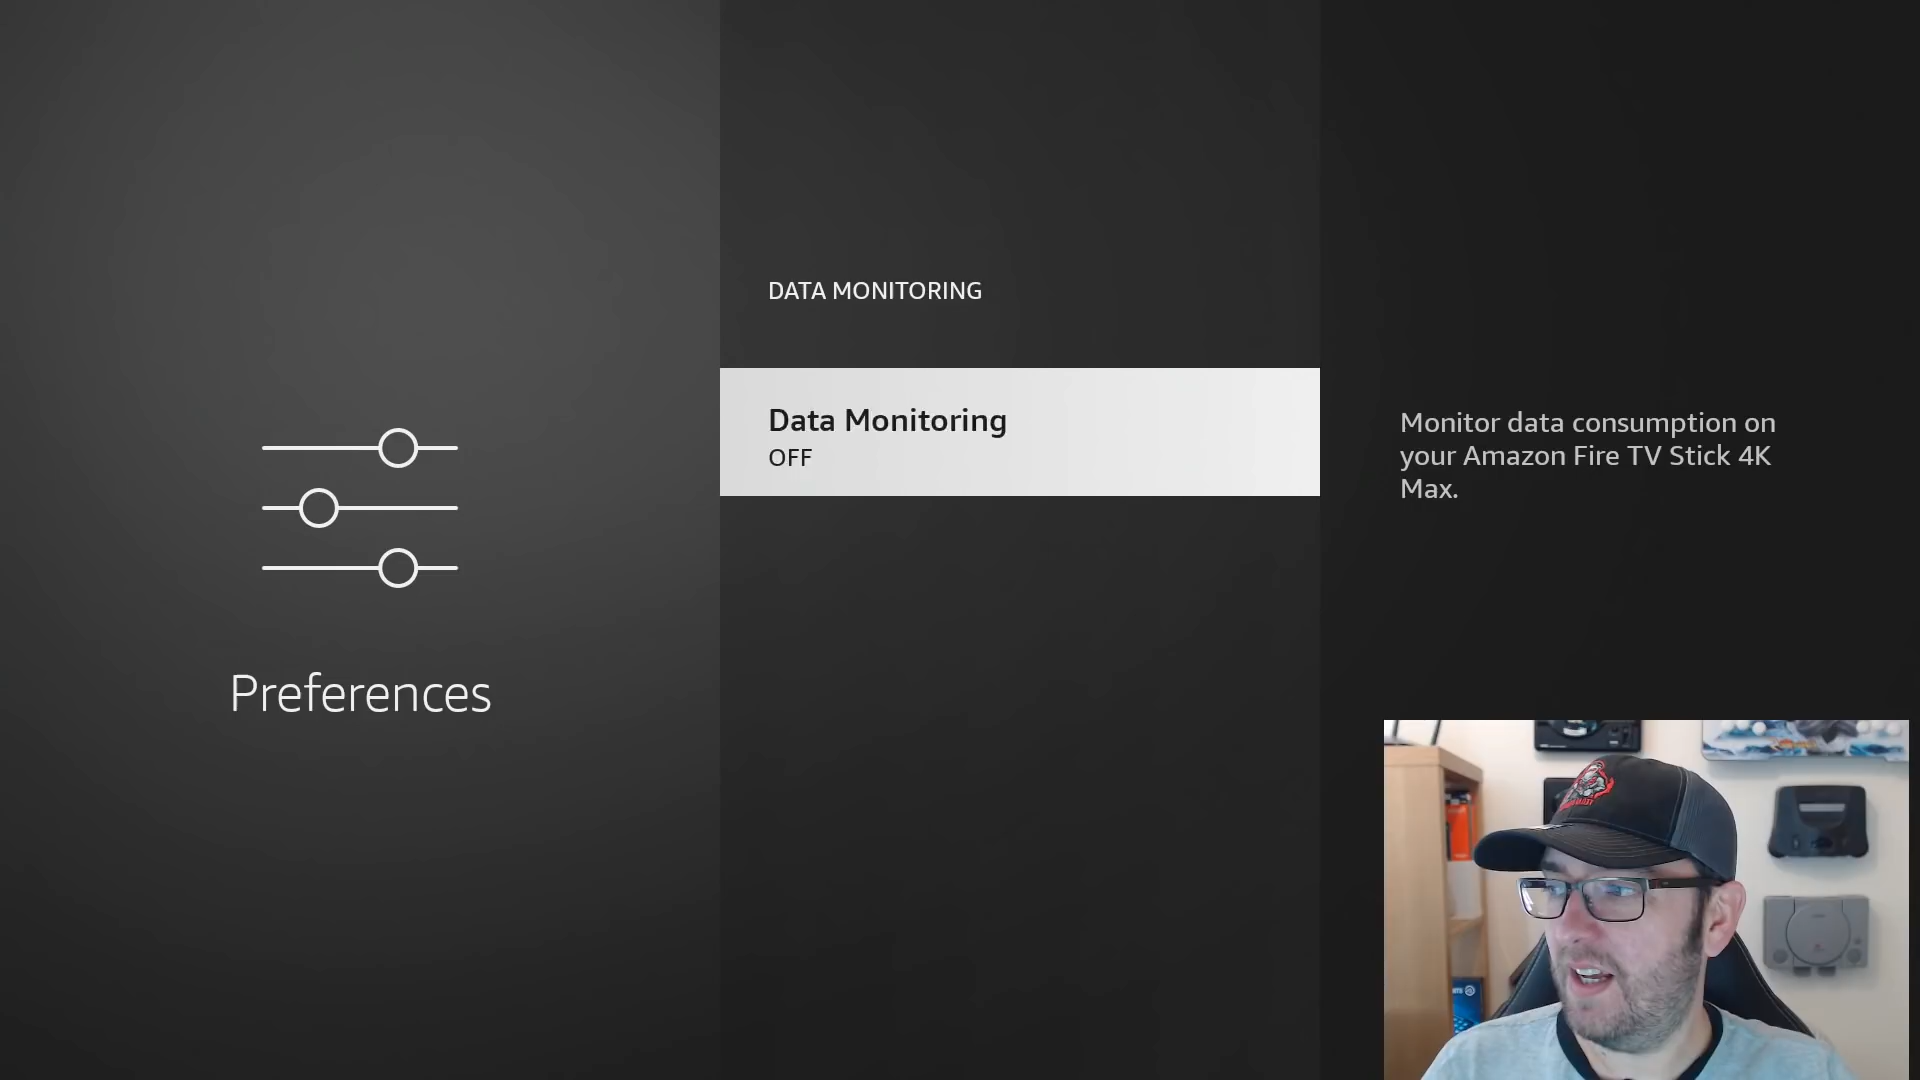 DATA MONITORING
Data Monitoring
OFF
Monitor data consumption on
your Amazon Fire TV Stick 4K
Max.
Preferences